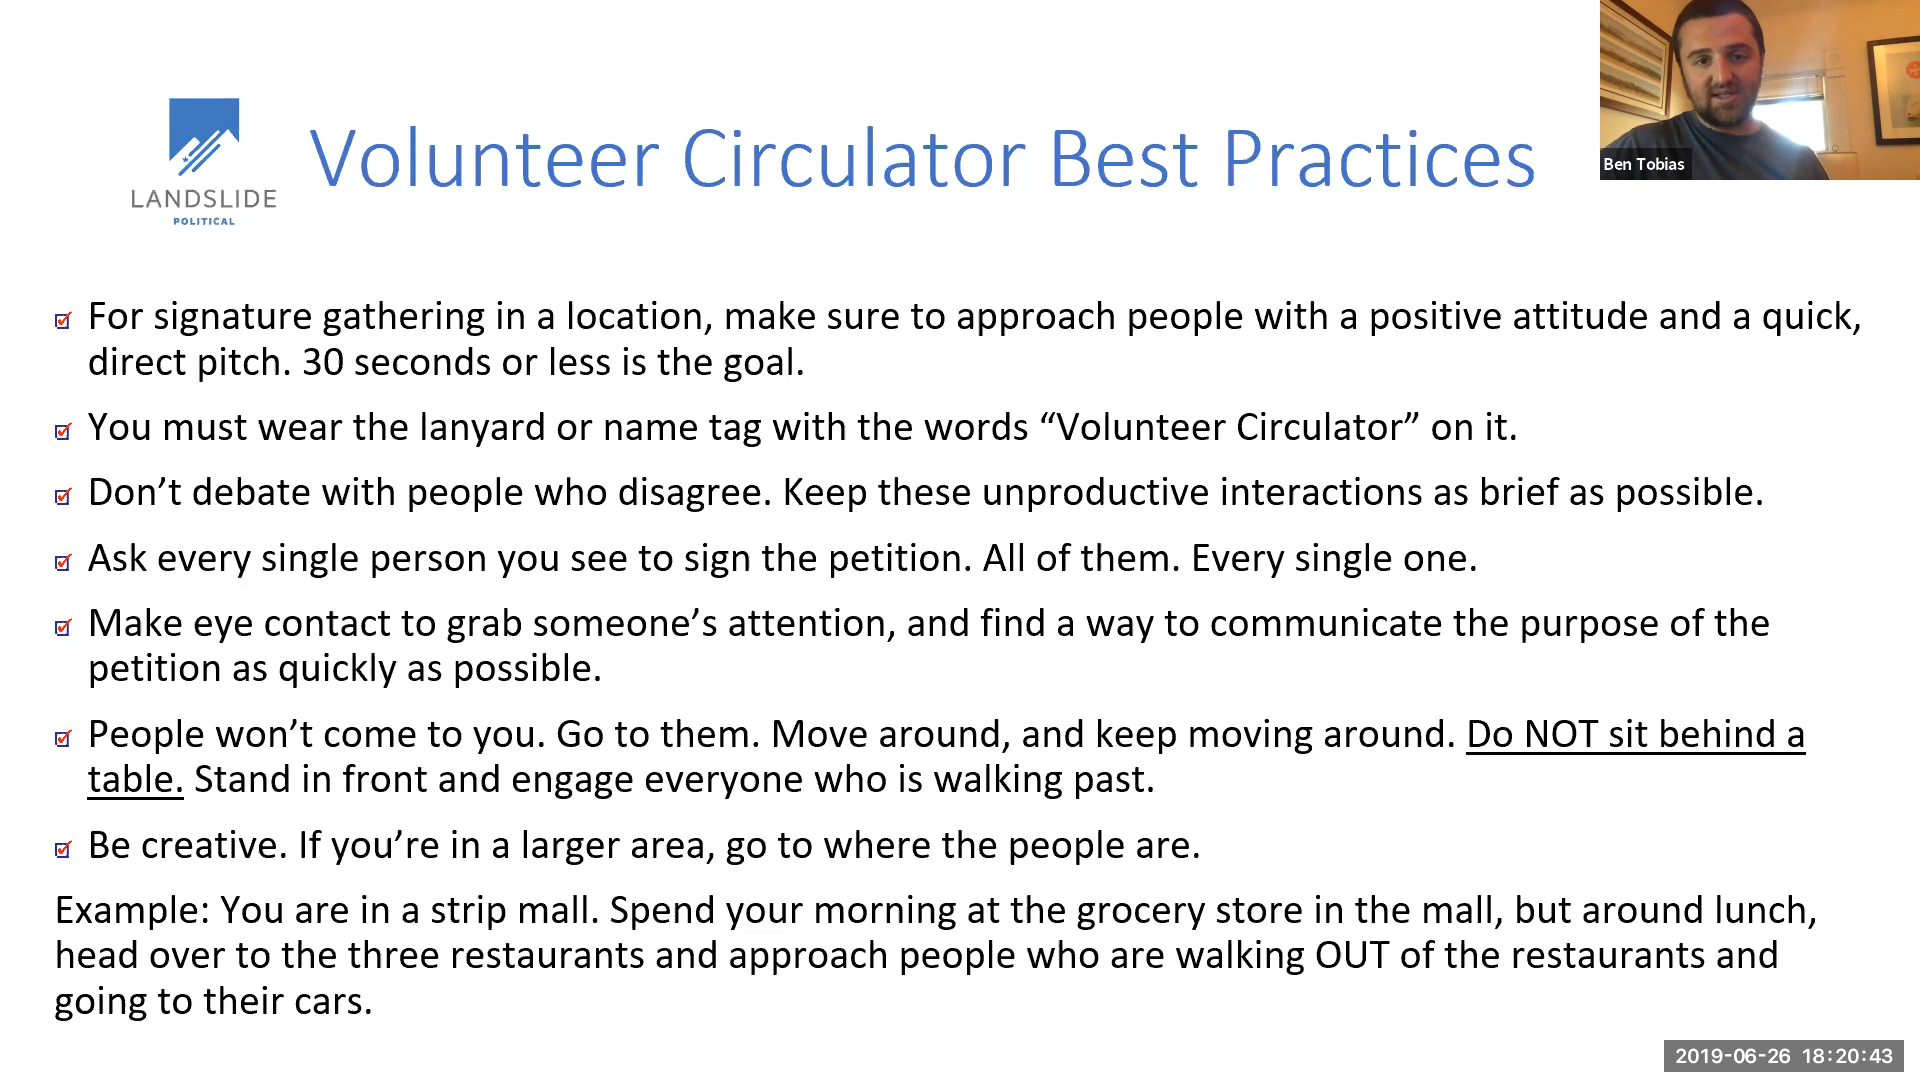 LANDSLIDE
POLITICAL
Volunteer Circulator Best Practices
Ben Tobias
For signature gathering in a location, make sure to approach people with a positive attitude and a quick,
direct pitch. 30 seconds or less is the goal.
You must wear the lanyard or name tag with the words “Volunteer Circulator” on it.
Don’t debate with people who disagree. Keep these unproductive interactions as brief as possible.
Ask every single person you see to sign the petition. All of them. Every single one.
Make eye contact to grab someone’s attention, and find a way to communicate the purpose of the
petition as quickly as possible.
People won’t come to you. Go to them. Move around, and keep moving around. Do NOT sit behind a
table. Stand in front and engage everyone who is walking past.
Be creative. If you’re in a larger area, go to where the people are.
Example: You are in a strip mall. Spend your morning at the grocery store in the mall, but around lunch,
head over to the three restaurants and approach people who are walking OUT of the restaurants and
going to their cars.
2019-06-26 18:20:43